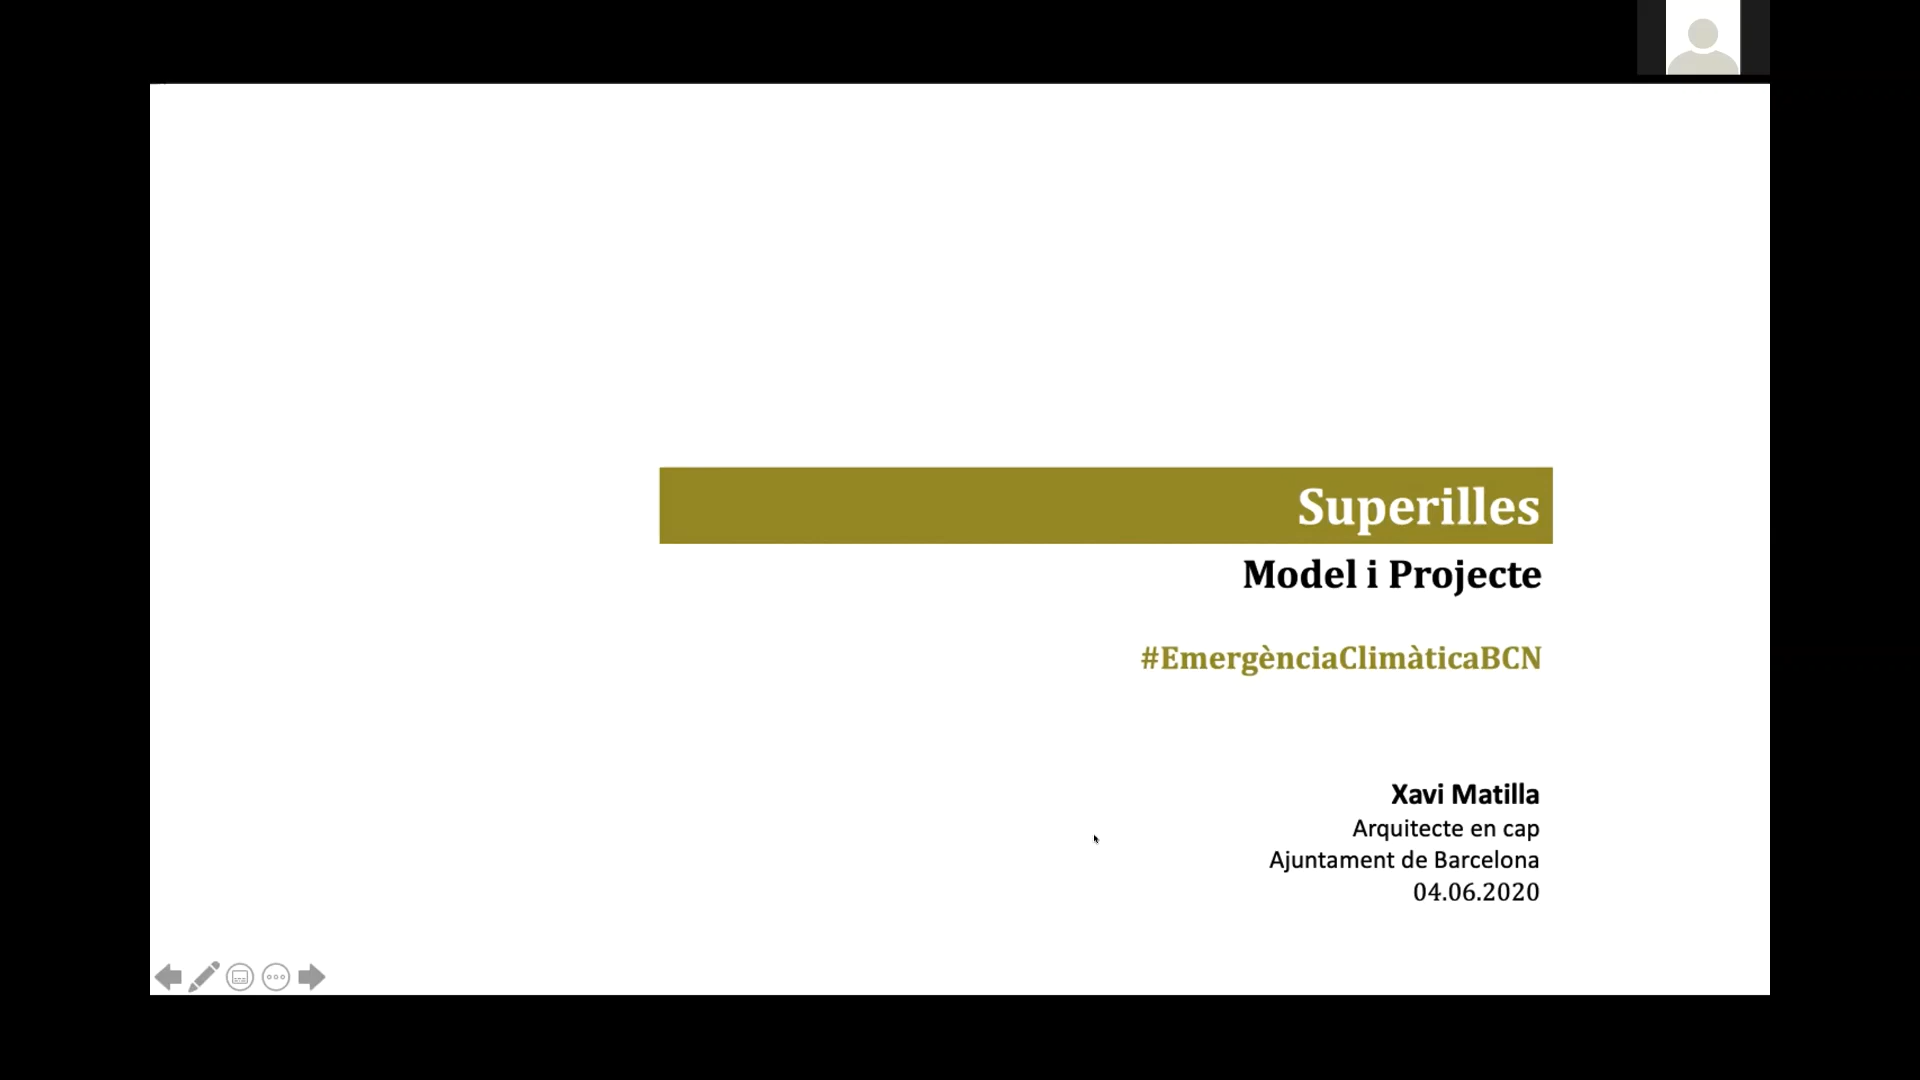 Superilles
Model i Projecte
#EmergènciaClimàticaBCN
Xavi Matilla
Arquitecte en cap
Ajuntament de Barcelona
04.06.2020